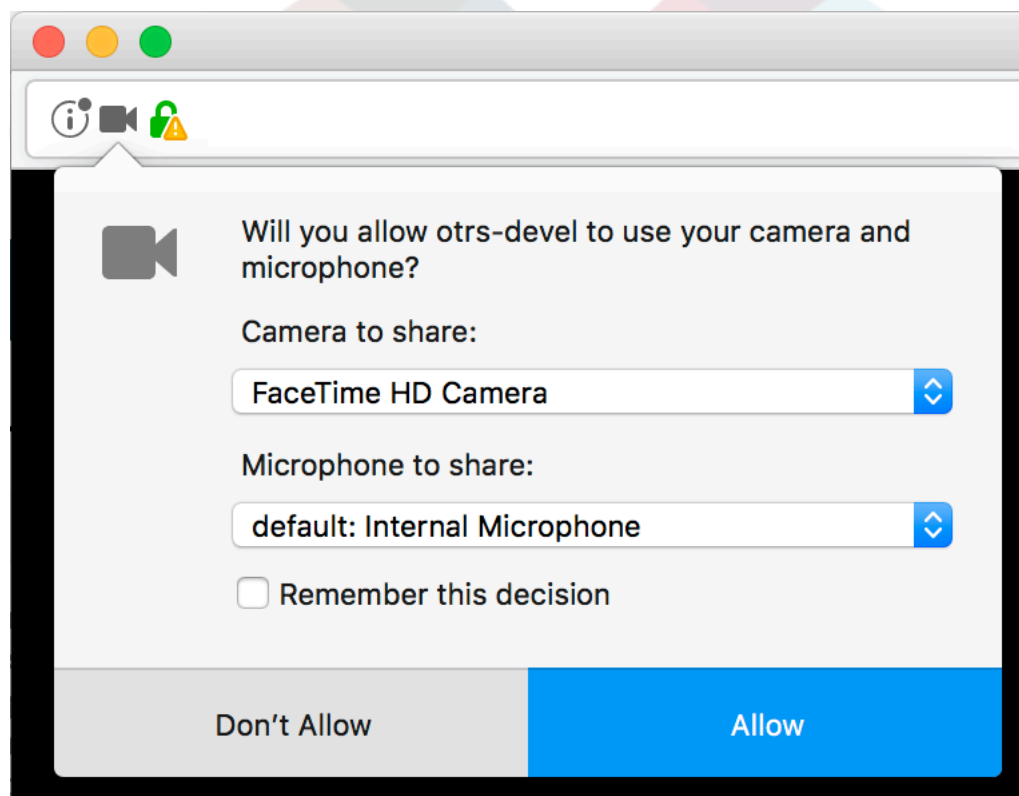 Will you allow otrs-devel to use your camera and
microphone?
Camera to share:
FaceTime HD Camera
Microphone to share:
default: Internal Microphone
Remember this decision
Don’t Allow
Allow